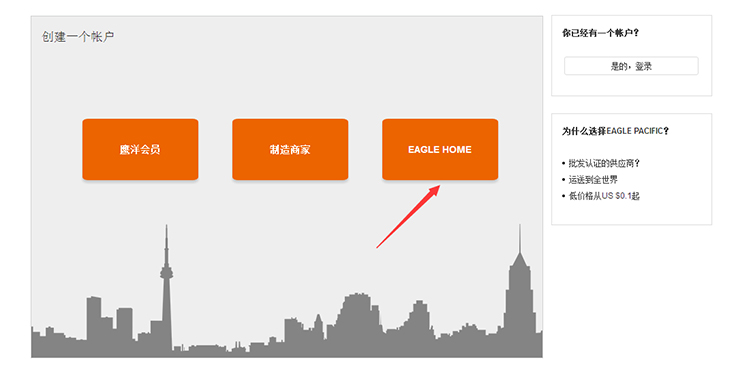 创建一个帐户
鹰洋会员
制造商家
EAGLE HOME
你已经有一个帐户?
是的，登录
为什么选择EAGLE PACIFIC?
• 批发认证的供应商?
• 运送到全世界
• 低价格从US $0.1起